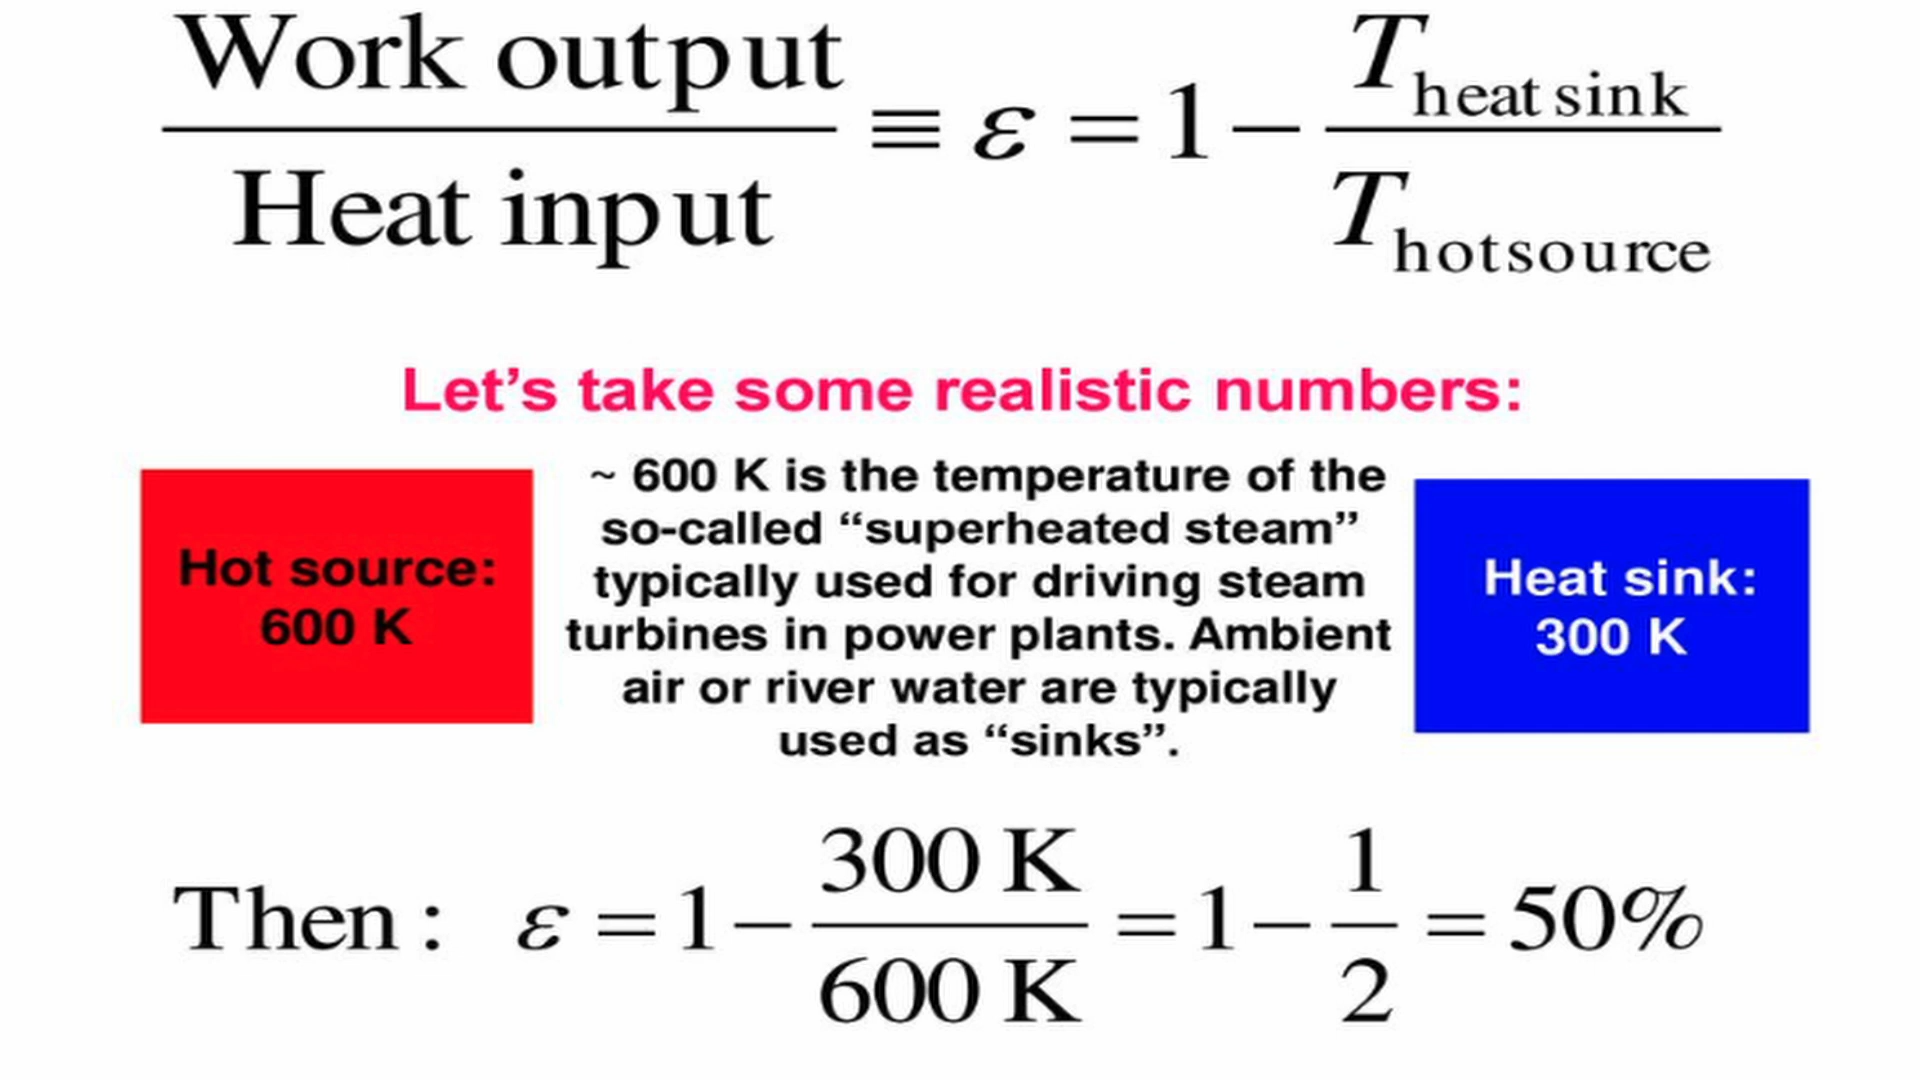 Work output / Heat input ≡ ε = 1 − T heat sink / T hot source
Let’s take some realistic numbers:
Hot source:
600 K
~ 600 K is the temperature of the
so-called “superheated steam”
typically used for driving steam
turbines in power plants. Ambient
air or river water are typically
used as “sinks”.
Heat sink:
300 K
Then : ε = 1 − 300 K / 600 K = 1 − 1 / 2 = 50%